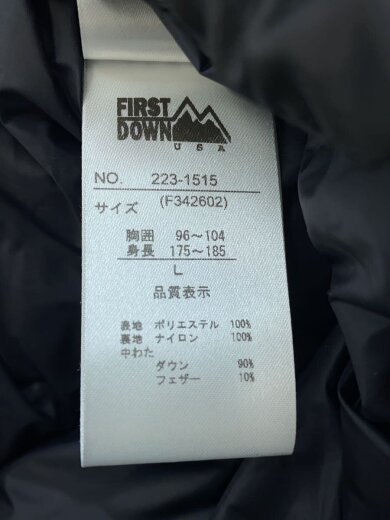 FIRST
DOWN
USA
NO. 223-1515
サイズ (F342602)
胸囲 96～104
身長 175～185
L
品質表示
表地 ポリエステル 100%
裏地 ナイロン 100%
中わた
ダウン 90%
フェザー 10%